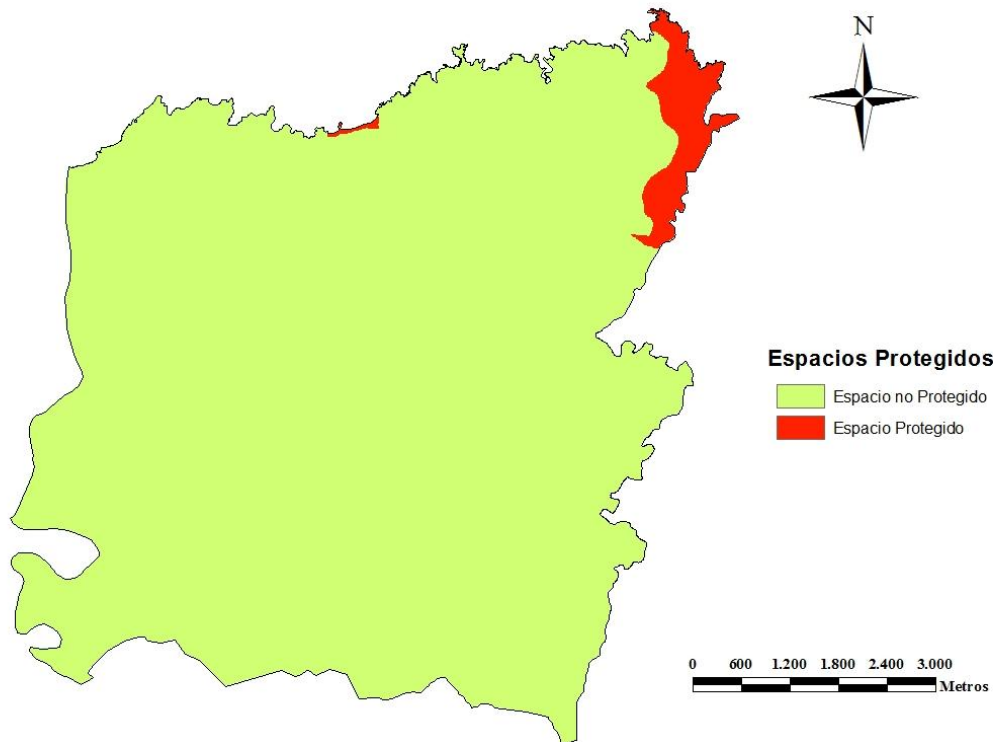 N
Espacios Protegidos
Espacio no Protegido
Espacio Protegido
0 600 1.200 1.800 2.400 3.000
Metros